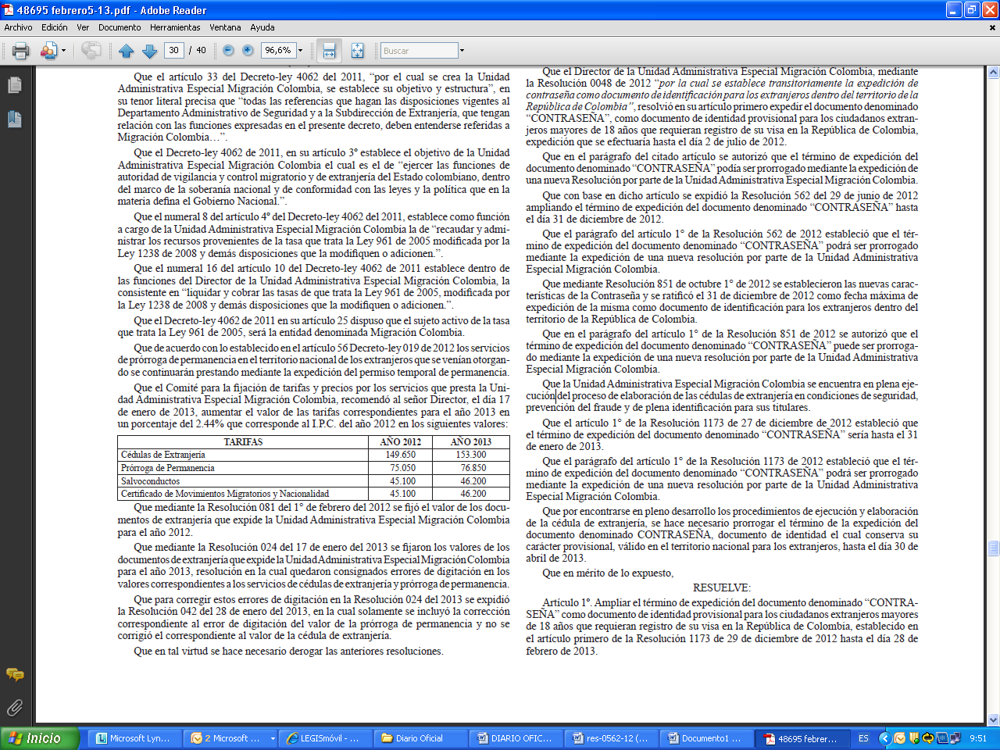 48695 febrero5-13.pdf - Adobe Reader
Archivo Edición Ver Documento Herramientas Ventana Ayuda
30 / 40 96,6% Buscar
Que el artículo 33 del Decreto-ley 4062 del 2011, “por el cual se crea la Unidad
Administrativa Especial Migración Colombia, se establece su objetivo y estructura”, en
su tenor literal precisa que “todas las referencias que hagan las disposiciones vigentes al
Departamento Administrativo de Seguridad y a la Subdirección de Extranjería, que tengan
relación con las funciones expresadas en el presente decreto, deben entenderse referidas a
Migración Colombia…”.
Que el Decreto-ley 4062 de 2011, en su artículo 3º establece el objetivo de la Unidad
Administrativa Especial Migración Colombia el cual es el de “ejercer las funciones de
autoridad de vigilancia y control migratorio y de extranjería del Estado colombiano, dentro
del marco de la soberanía nacional y de conformidad con las leyes y la política que en la
materia defina el Gobierno Nacional.”.
Que el numeral 8 del artículo 4º del Decreto-ley 4062 del 2011, establece como función
a cargo de la Unidad Administrativa Especial Migración Colombia la de “recaudar y admi-
nistrar los recursos provenientes de la tasa que trata la Ley 961 de 2005 modificada por la
Ley 1238 de 2008 y demás disposiciones que la modifiquen o adicionen.”.
Que el numeral 16 del artículo 10 del Decreto-ley 4062 de 2011 establece dentro de
las funciones del Director de la Unidad Administrativa Especial Migración Colombia, la
consistente en “liquidar y cobrar las tasas de que trata la Ley 961 de 2005, modificada por
la Ley 1238 de 2008 y demás disposiciones que la modifiquen o adicionen.”.
Que el Decreto-ley 4062 de 2011 en su artículo 25 dispuso que el sujeto activo de la tasa
que trata la Ley 961 de 2005, será la entidad denominada Migración Colombia.
Que de acuerdo con lo establecido en el artículo 56 Decreto-ley 019 de 2012 los servicios
de prórroga de permanencia en el territorio nacional de los extranjeros que se venían otorgan-
do se continuarán prestando mediante la expedición del permiso temporal de permanencia.
Que el Comité para la fijación de tarifas y precios por los servicios que presta la Uni-
dad Administrativa Especial Migración Colombia, recomendó al señor Director, el día 17
de enero de 2013, aumentar el valor de las tarifas correspondientes para el año 2013 en
un porcentaje del 2.44% que corresponde al I.P.C. del año 2012 en los siguientes valores:
TARIFAS AÑO 2012 AÑO 2013
Cédulas de Extranjería 149.650 153.300
Prórroga de Permanencia 75.050 76.850
Salvoconductos 45.100 46.200
Certificado de Movimientos Migratorios y Nacionalidad 45.100 46.200
Que mediante la Resolución 081 del 1° de febrero del 2012 se fijó el valor de los docu-
mentos de extranjería que expide la Unidad Administrativa Especial Migración Colombia
para el año 2012.
Que mediante la Resolución 024 del 17 de enero del 2013 se fijaron los valores de los
documentos de extranjería que expide la Unidad Administrativa Especial Migración Colombia
para el año 2013, resolución en la cual quedaron consignados errores de digitación en los
valores correspondientes a los servicios de cédulas de extranjería y prórroga de permanencia.
Que para corregir estos errores de digitación en la Resolución 024 del 2013 se expidió
la Resolución 042 del 28 de enero del 2013, en la cual solamente se incluyó la corrección
correspondiente al error de digitación del valor de la prórroga de permanencia y no se
corrigió el correspondiente al valor de la cédula de extranjería.
Que en tal virtud se hace necesario derogar las anteriores resoluciones.
Que el Director de la Unidad Administrativa Especial Migración Colombia, mediante
la Resolución 0048 de 2012 “por la cual se establece transitoriamente la expedición de
contraseña como documento de identificación para los extranjeros dentro del territorio de la
República de Colombia”, resolvió en su artículo primero expedir el documento denominado
“CONTRASEÑA”, como documento de identidad provisional para los ciudadanos extran-
jeros mayores de 18 años que requieran registro de su visa en la República de Colombia,
expedición que se efectuaría hasta el día 2 de julio de 2012.
Que en el parágrafo del citado artículo se autorizó que el término de expedición del
documento denominado “CONTRASEÑA” podía ser prorrogado mediante la expedición de
una nueva Resolución por parte de la Unidad Administrativa Especial Migración Colombia.
Que con base en dicho artículo se expidió la Resolución 562 del 29 de junio de 2012
ampliando el término de expedición del documento denominado “CONTRASEÑA” hasta
el día 31 de diciembre de 2012.
Que el parágrafo del artículo 1° de la Resolución 562 de 2012 estableció que el tér-
mino de expedición del documento denominado “CONTRASEÑA” podrá ser prorrogado
mediante la expedición de una nueva resolución por parte de la Unidad Administrativa
Especial Migración Colombia.
Que mediante Resolución 851 de octubre 1° de 2012 se establecieron las nuevas carac-
terísticas de la Contraseña y se ratificó el 31 de diciembre de 2012 como fecha máxima de
expedición de la misma como documento de identificación para los extranjeros dentro del
territorio de la República de Colombia.
Que en el parágrafo del artículo 1° de la Resolución 851 de 2012 se autorizó que el
término de expedición del documento denominado “CONTRASEÑA” puede ser prorroga-
do mediante la expedición de una nueva resolución por parte de la Unidad Administrativa
Especial Migración Colombia.
Que la Unidad Administrativa Especial Migración Colombia se encuentra en plena eje-
cución del proceso de elaboración de las cédulas de extranjería en condiciones de seguridad,
prevención del fraude y de plena identificación para sus titulares.
Que el artículo 1° de la Resolución 1173 de 27 de diciembre de 2012 estableció que
el término de expedición del documento denominado “CONTRASEÑA” sería hasta el 31
de enero de 2013.
Que el parágrafo del artículo 1° de la Resolución 1173 de 2012 estableció que el tér-
mino de expedición del documento denominado “CONTRASEÑA” podrá ser prorrogado
mediante la expedición de una nueva resolución por parte de la Unidad Administrativa
Especial Migración Colombia.
Que por encontrarse en pleno desarrollo los procedimientos de ejecución y elaboración
de la cédula de extranjería, se hace necesario prorrogar el término de la expedición del
documento denominado CONTRASEÑA, documento de identidad el cual conserva su
carácter provisional, válido en el territorio nacional para los extranjeros, hasta el día 30 de
abril de 2013.
Que en mérito de lo expuesto,
RESUELVE:
Artículo 1º. Ampliar el término de expedición del documento denominado “CONTRA-
SEÑA” como documento de identidad provisional para los ciudadanos extranjeros mayores
de 18 años que requieran registro de su visa en la República de Colombia, establecido en
el artículo primero de la Resolución 1173 de 29 de diciembre de 2012 hasta el día 28 de
febrero de 2013.
Inicio Microsoft Lyn... 2 Microsoft ... LEGISmóvil - ... Diario Oficial DIARIO OFIC... res-0562-12 (... Documento1 ... 48695 febrer... ES 9:51